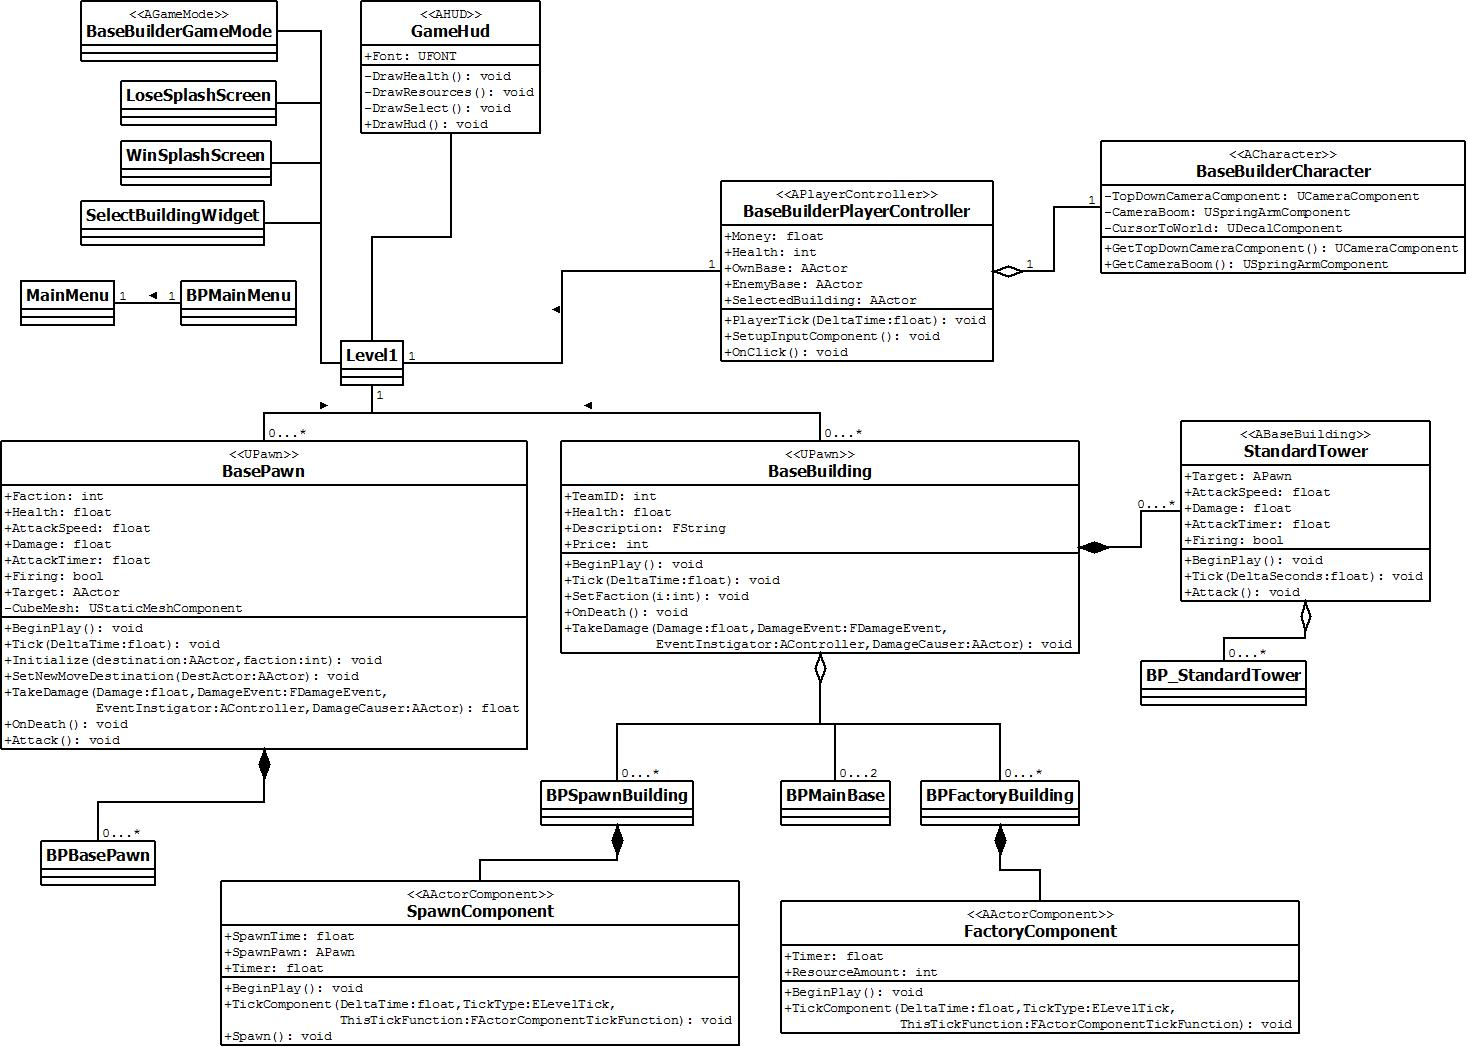 <<AGameMode>>
BaseBuilderGameMode
LoseSplashScreen
WinSplashScreen
SelectBuildingWidget
<<AHUD>>
GameHud
+Font: UFONT
-DrawHealth(): void
-DrawResources(): void
-DrawSelect(): void
+DrawHud(): void
<<APlayerController>>
BaseBuilderPlayerController
+Money: float
+Health: int
+OwnBase: AActor
+EnemyBase: AActor
+SelectedBuilding: AActor
+PlayerTick(DeltaTime:float): void
+SetupInputComponent(): void
+OnClick(): void
1
1
1
<<ACharacter>>
BaseBuilderCharacter
-TopDownCameraComponent: UCameraComponent
-CameraBoom: USpringArmComponent
-CursorToWorld: UDecalComponent
+GetTopDownCameraComponent(): UCameraComponent
+GetCameraBoom(): USpringArmComponent
MainMenu
1
1
BPMainMenu
Level1
1
1
0...*
0...*
<<UPawn>>
BasePawn
+Faction: int
+Health: float
+AttackSpeed: float
+Damage: float
+AttackTimer: float
+Firing: bool
+Target: AActor
-CubeMesh: UStaticMeshComponent
+BeginPlay(): void
+Tick(DeltaTime:float): void
+Initialize(destination:AActor,faction:int): void
+SetNewMoveDestination(DestActor:AActor): void
+TakeDamage(Damage:float,DamageEvent:FDamageEvent,
EventInstigator:AController,DamageCauser:AActor): float
+OnDeath(): void
+Attack(): void
<<UPawn>>
BaseBuilding
+TeamID: int
+Health: float
+Description: FString
+Price: int
+BeginPlay(): void
+Tick(DeltaTime:float): void
+SetFaction(i:int): void
+OnDeath(): void
+TakeDamage(Damage:float,DamageEvent:FDamageEvent,
EventInstigator:AController,DamageCauser:AActor): void
0...*
<<ABaseBuilding>>
StandardTower
+Target: APawn
+AttackSpeed: float
+Damage: float
+AttackTimer: float
+Firing: bool
+BeginPlay(): void
+Tick(DeltaSeconds:float): void
+Attack(): void
0...*
BP_StandardTower
0...*
BPSpawnBuilding
0...2
BPMainBase
0...*
BPFactoryBuilding
0...*
BPBasePawn
<<AActorComponent>>
SpawnComponent
+SpawnTime: float
+SpawnPawn: APawn
+Timer: float
+BeginPlay(): void
+TickComponent(DeltaTime:float,TickType:ELevelTick,
ThisTickFunction:FActorComponentTickFunction): void
+Spawn(): void
<<AActorComponent>>
FactoryComponent
+Timer: float
+ResourceAmount: int
+BeginPlay(): void
+TickComponent(DeltaTime:float,TickType:ELevelTick,
ThisTickFunction:FActorComponentTickFunction): void